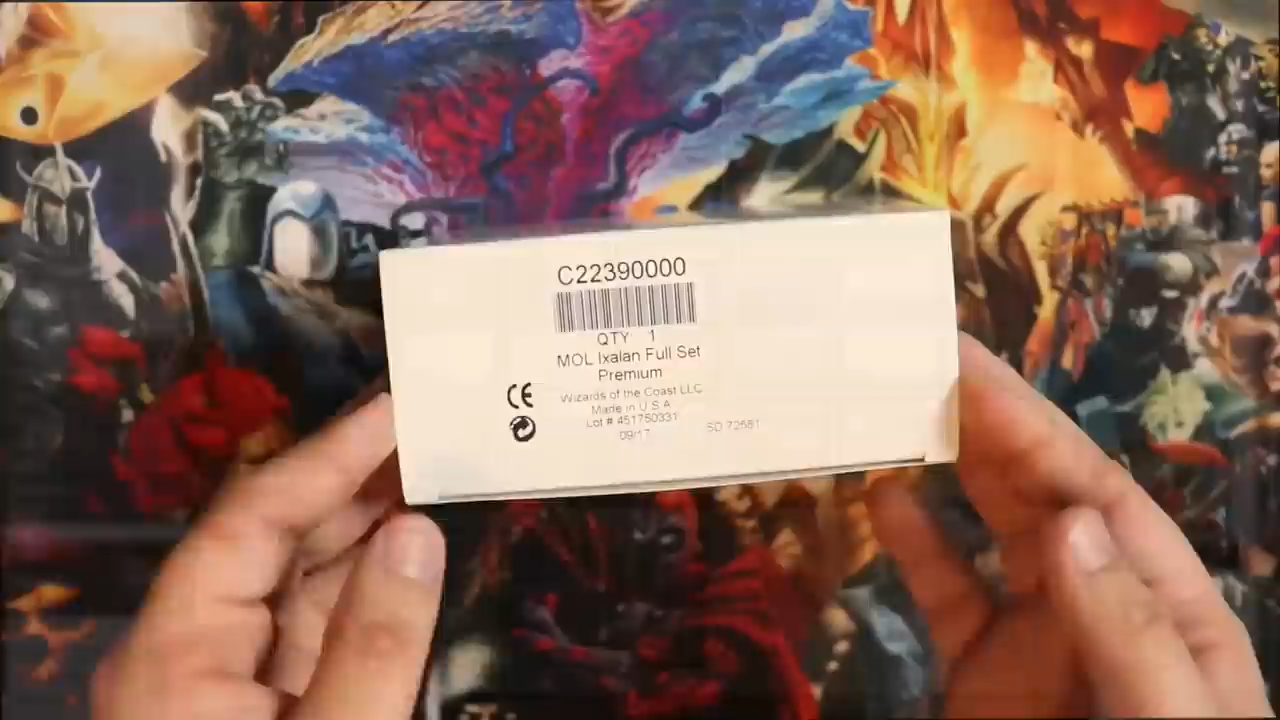 C22390000
QTY 1
MOL Ixalan Full Set
Premium
CE
Wizards of the Coast LLC
Made in U.S.A
Lot # 451750331
09/17
SD 72581